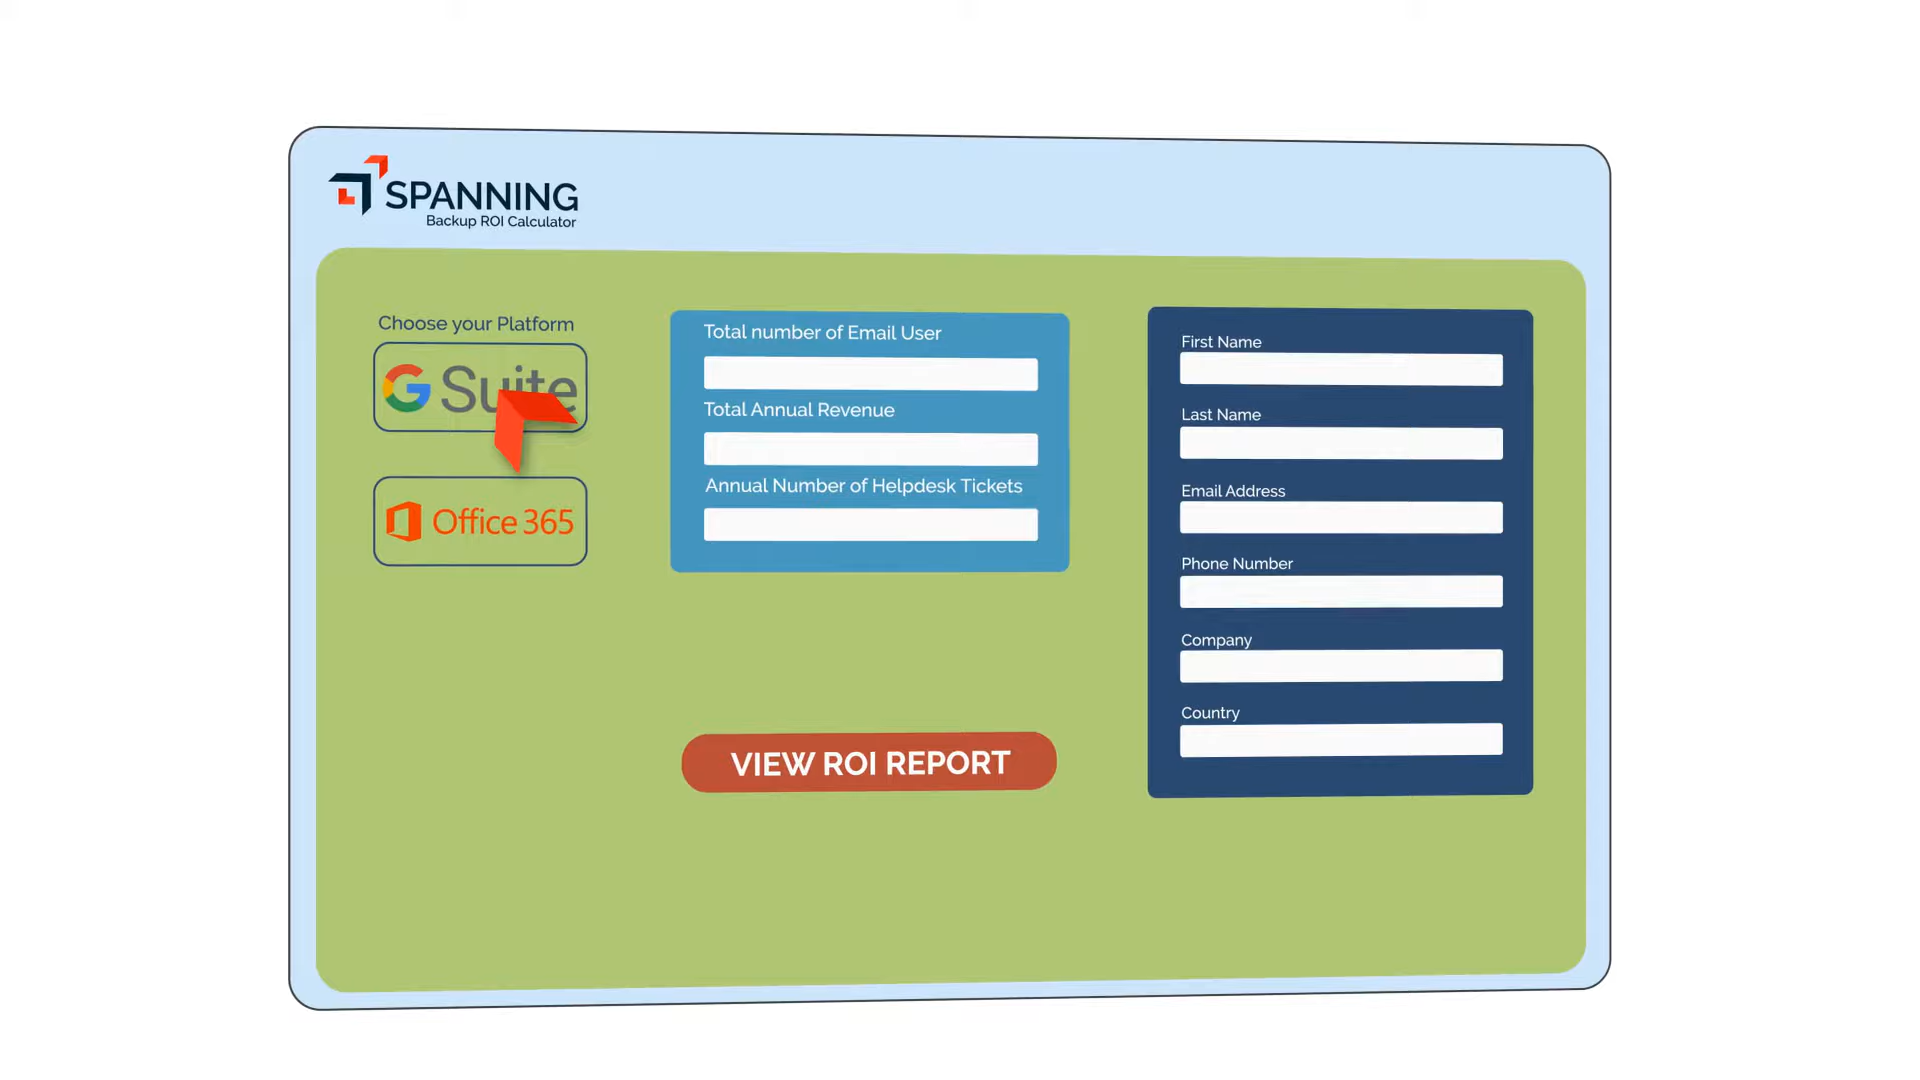 SPANNING
Backup ROI Calculator
Choose your Platform
G Suite
Office 365
Total number of Email User
Total Annual Revenue
Annual Number of Helpdesk Tickets
VIEW ROI REPORT
First Name
Last Name
Email Address
Phone Number
Company
Country